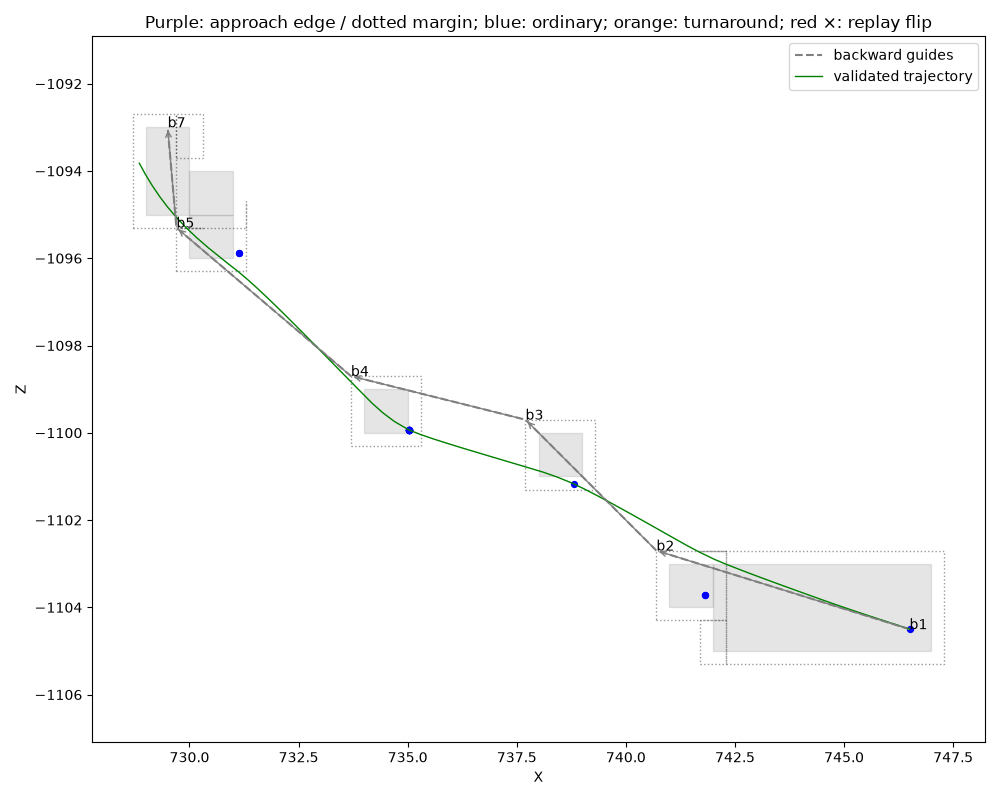 Purple: approach edge / dotted margin; blue: ordinary; orange: turnaround; red ×: replay flip
backward guides
validated trajectory
−1092
−1094
−1096
−1098
−1100
−1102
−1104
−1106
Z
b7
b5
b4
b3
b2
b1
730.0
732.5
735.0
737.5
740.0
742.5
745.0
747.5
X